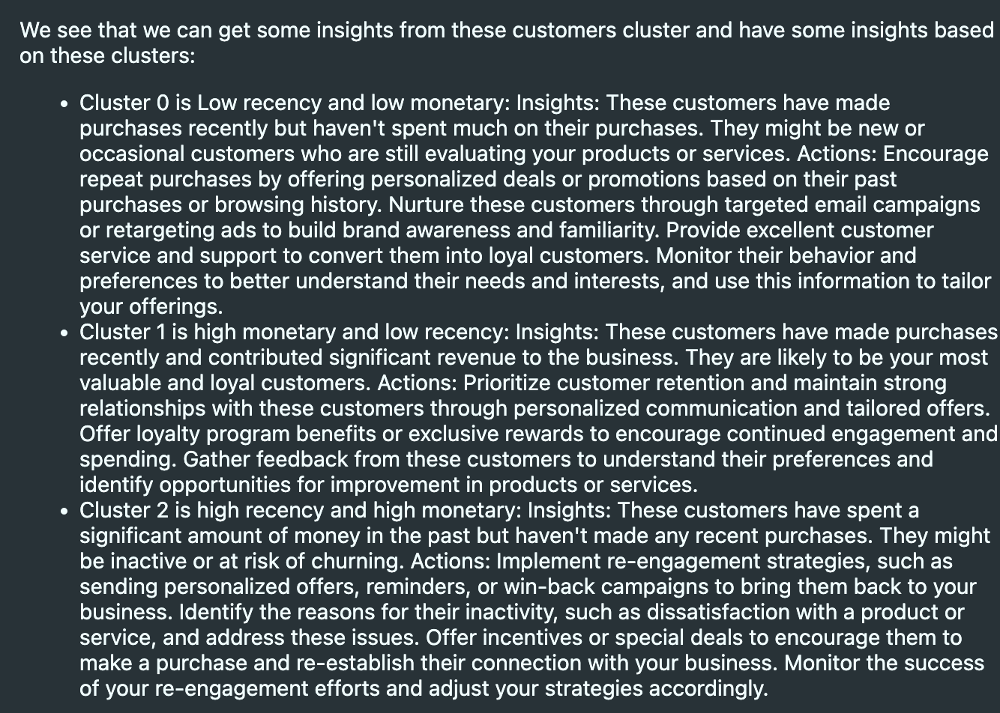 We see that we can get some insights from these customers cluster and have some insights based
on these clusters:
• Cluster 0 is Low recency and low monetary: Insights: These customers have made
purchases recently but haven't spent much on their purchases. They might be new or
occasional customers who are still evaluating your products or services. Actions: Encourage
repeat purchases by offering personalized deals or promotions based on their past
purchases or browsing history. Nurture these customers through targeted email campaigns
or retargeting ads to build brand awareness and familiarity. Provide excellent customer
service and support to convert them into loyal customers. Monitor their behavior and
preferences to better understand their needs and interests, and use this information to tailor
your offerings.
• Cluster 1 is high monetary and low recency: Insights: These customers have made purchases
recently and contributed significant revenue to the business. They are likely to be your most
valuable and loyal customers. Actions: Prioritize customer retention and maintain strong
relationships with these customers through personalized communication and tailored offers.
Offer loyalty program benefits or exclusive rewards to encourage continued engagement and
spending. Gather feedback from these customers to understand their preferences and
identify opportunities for improvement in products or services.
• Cluster 2 is high recency and high monetary: Insights: These customers have spent a
significant amount of money in the past but haven't made any recent purchases. They might
be inactive or at risk of churning. Actions: Implement re-engagement strategies, such as
sending personalized offers, reminders, or win-back campaigns to bring them back to your
business. Identify the reasons for their inactivity, such as dissatisfaction with a product or
service, and address these issues. Offer incentives or special deals to encourage them to
make a purchase and re-establish their connection with your business. Monitor the success
of your re-engagement efforts and adjust your strategies accordingly.